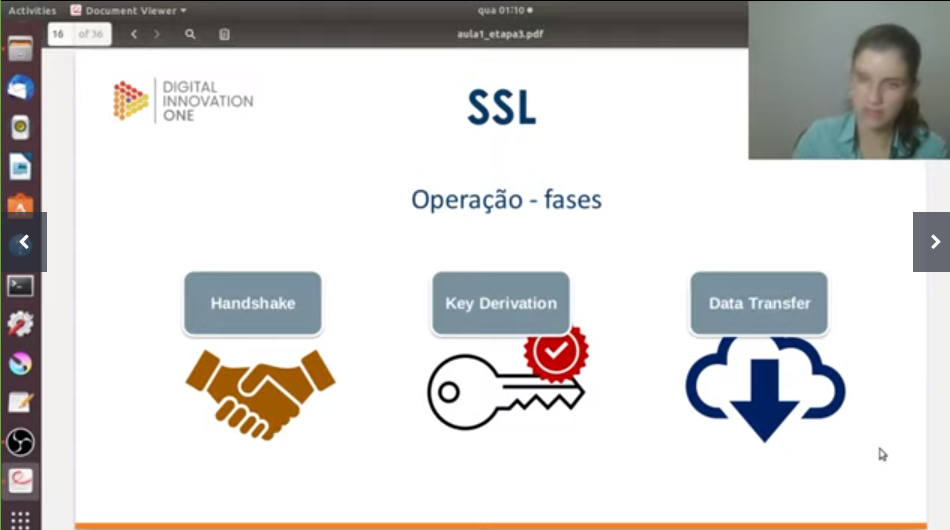 Activities
Document Viewer
qua 01:10
16 of 36
aula1_etapa3.pdf
DIGITAL
INNOVATION
ONE
SSL
Operação - fases
Handshake
Key Derivation
Data Transfer